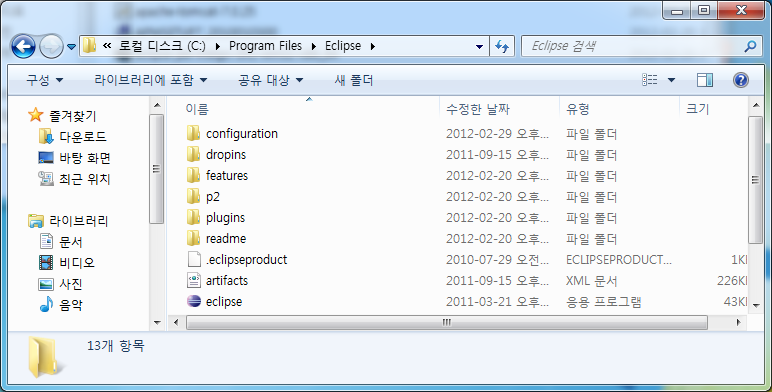 로컬 디스크 (C:) Program Files Eclipse
Eclipse 검색
구성 라이브러리에 포함 공유 대상 새 폴더
즐겨찾기
다운로드
바탕 화면
최근 위치
라이브러리
문서
비디오
사진
음악
이름 수정한 날짜 유형 크기
configuration 2012-02-29 오후... 파일 폴더
dropins 2011-09-15 오후... 파일 폴더
features 2012-02-20 오후... 파일 폴더
p2 2012-02-20 오후... 파일 폴더
plugins 2012-02-20 오후... 파일 폴더
readme 2012-02-20 오후... 파일 폴더
.eclipseproduct 2010-07-29 오전... ECLIPSEPRODUCT... 1K
artifacts 2011-09-15 오후... XML 문서 226K
eclipse 2011-03-21 오후... 응용 프로그램 43K
13개 항목